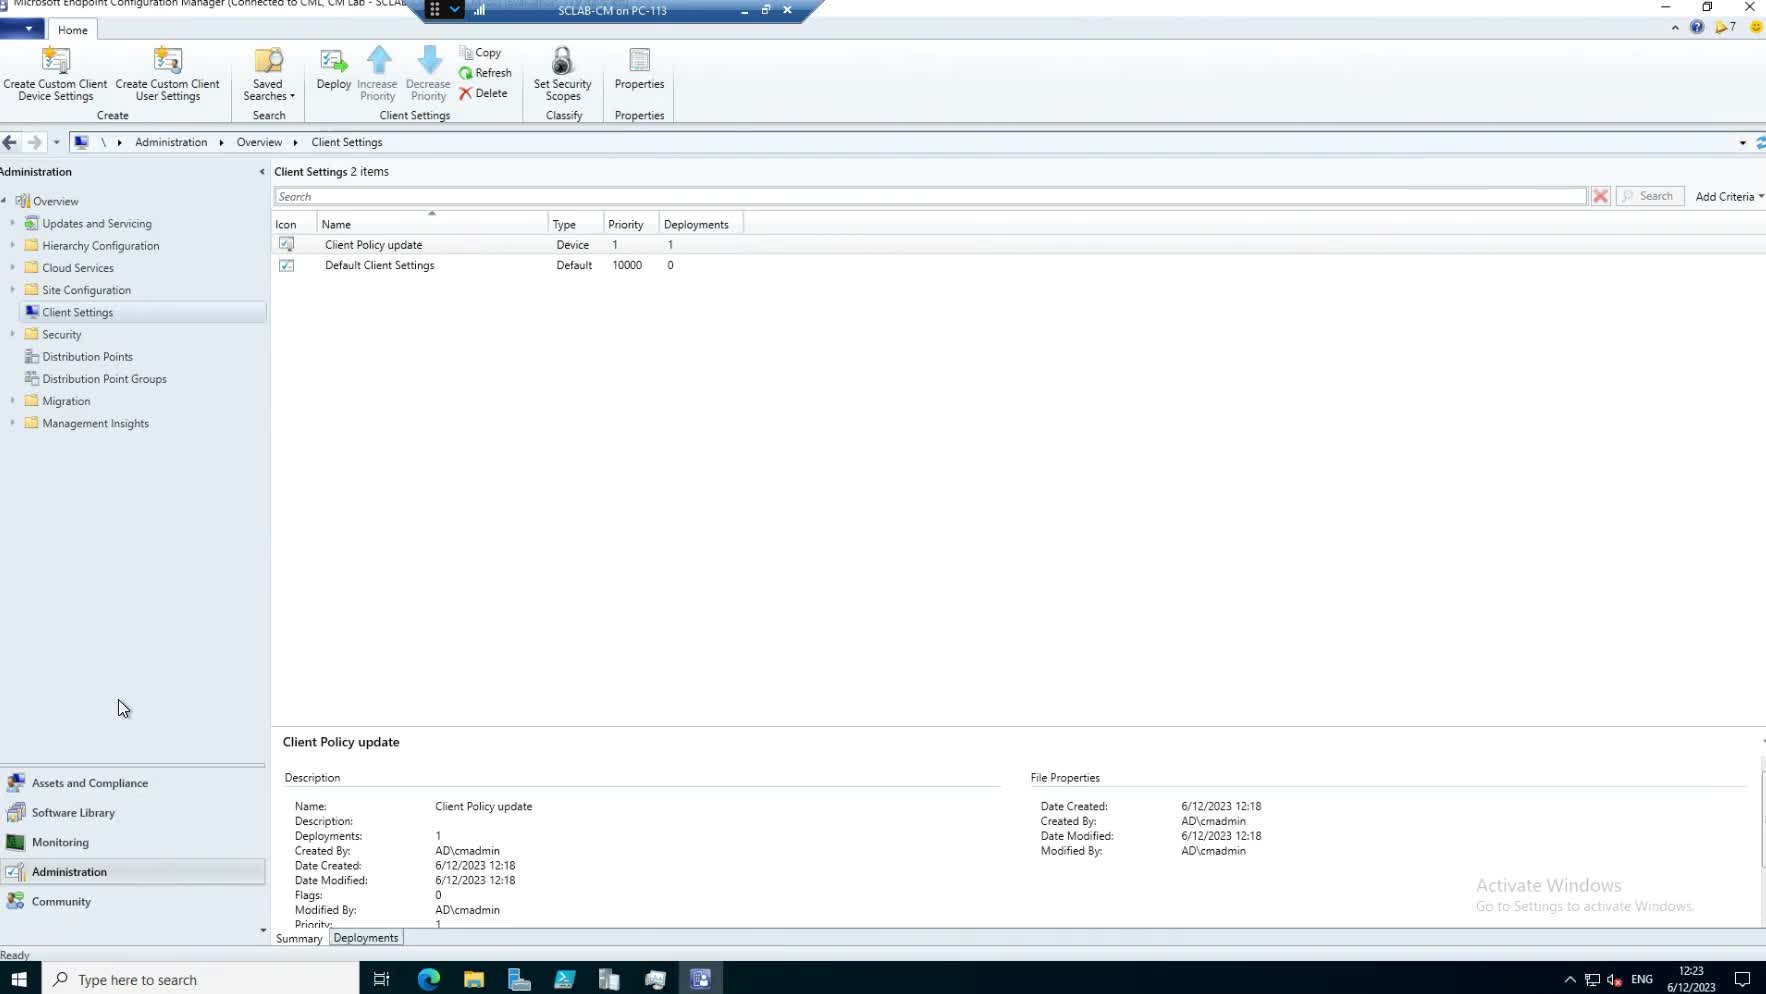 Microsoft Endpoint Configuration Manager (Connected to CML, CM Lab - SCLAB
SCLAB-CM on PC-113
Home
7
Create Custom Client Device Settings
Create Custom Client User Settings
Saved Searches
Deploy
Increase Priority
Decrease Priority
Copy
Refresh
Delete
Set Security Scopes
Properties
Create
Search
Client Settings
Classify
Properties
\ Administration Overview Client Settings
Administration
Overview
Updates and Servicing
Hierarchy Configuration
Cloud Services
Site Configuration
Client Settings
Security
Distribution Points
Distribution Point Groups
Migration
Management Insights
Assets and Compliance
Software Library
Monitoring
Administration
Community
Client Settings 2 items
Search
Search
Add Criteria
Icon Name Type Priority Deployments
Client Policy update Device 1 1
Default Client Settings Default 10000 0
Client Policy update
Description
Name: Client Policy update
Description:
Deployments: 1
Created By: AD\cmadmin
Date Created: 6/12/2023 12:18
Date Modified: 6/12/2023 12:18
Flags: 0
Modified By: AD\cmadmin
Priority: 1
File Properties
Date Created: 6/12/2023 12:18
Created By: AD\cmadmin
Date Modified: 6/12/2023 12:18
Modified By: AD\cmadmin
Activate Windows
Go to Settings to activate Windows.
Summary Deployments
Ready
Type here to search
ENG
12:23
6/12/2023